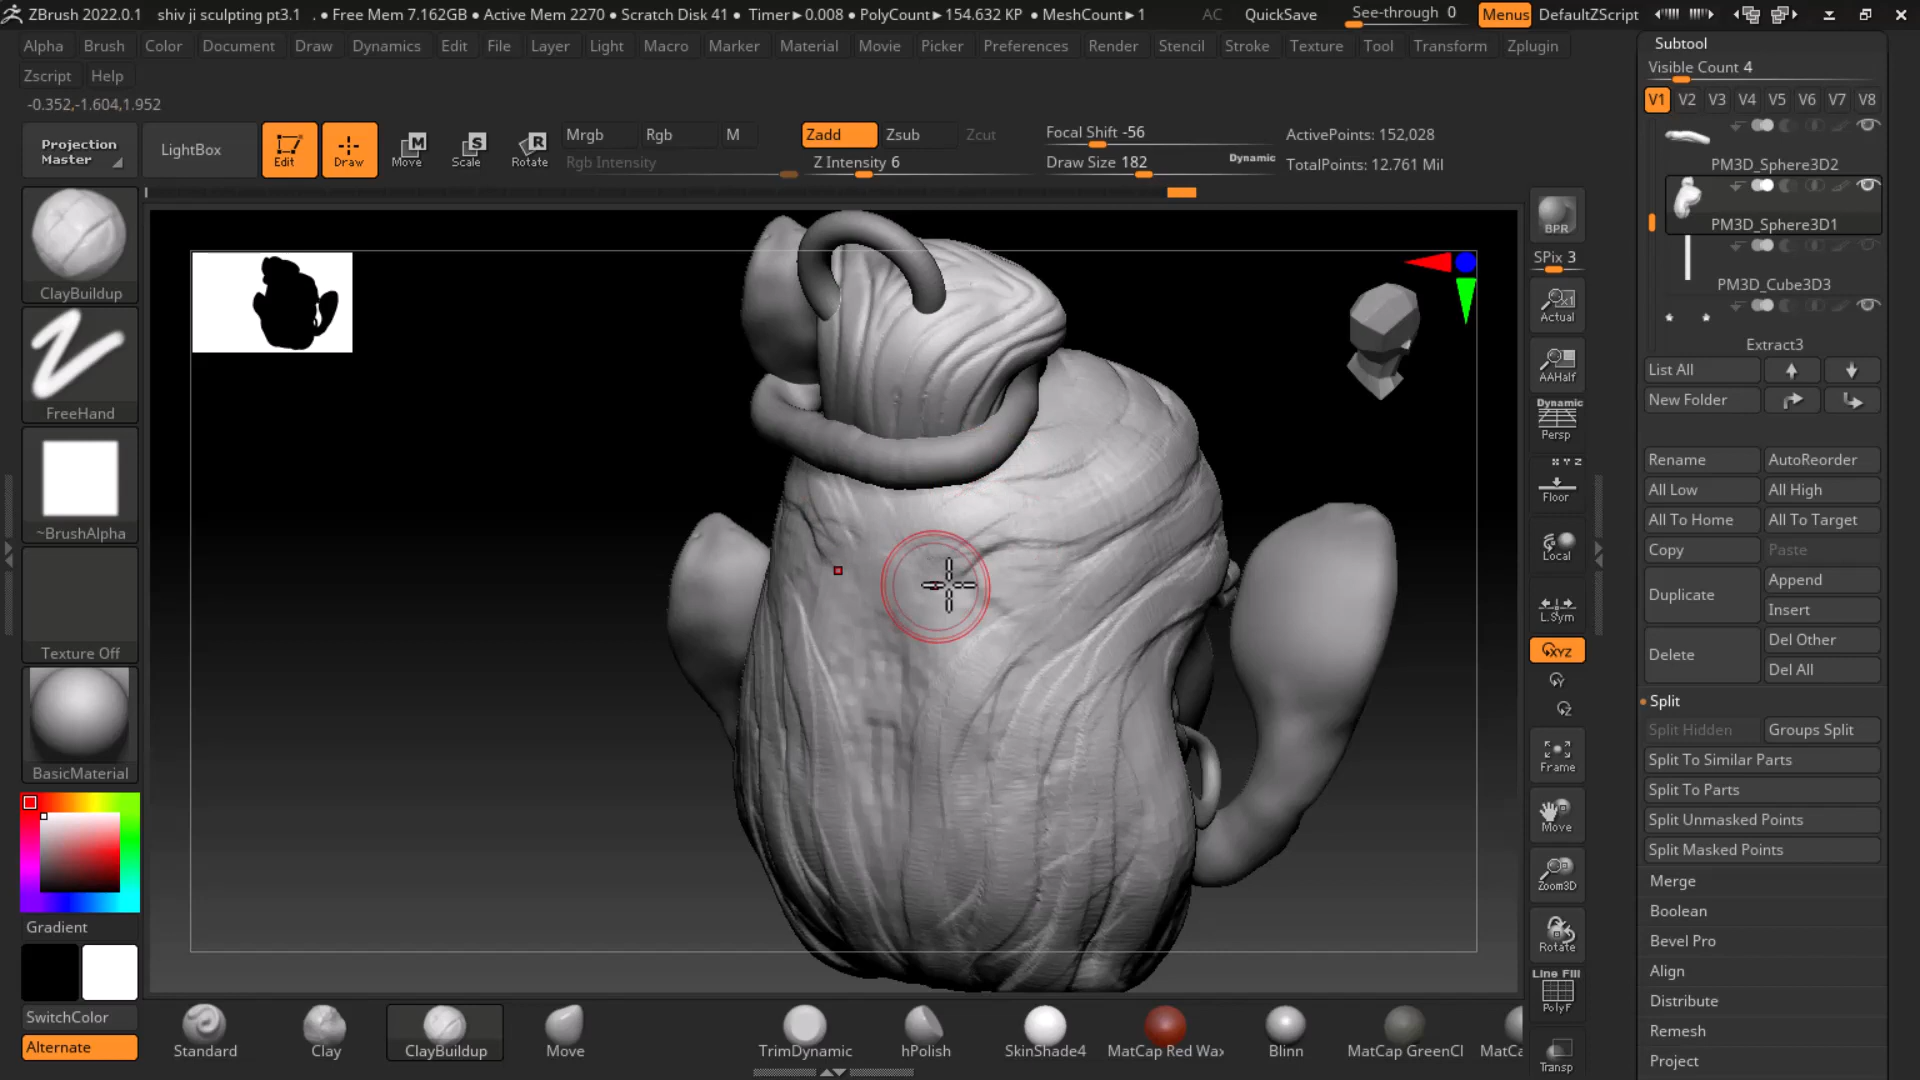 ZBrush 2022.0.1 shiv ji sculpting pt3.1 . • Free Mem 7.162GB • Active Mem 2270 • Scratch Disk 41 • Timer▶0.008 • PolyCount▶154.632 KP • MeshCount▶1 AC QuickSave See-through 0 Menus DefaultZScript
Alpha Brush Color Document Draw Dynamics Edit File Layer Light Macro Marker Material Movie Picker Preferences Render Stencil Stroke Texture Tool Transform Zplugin
Zscript Help
-0.352,-1.604,1.952
Projection Master
LightBox
Edit
Draw
Move
Scale
Rotate
Mrgb Rgb M
Rgb Intensity
Zadd Zsub Zcut
Z Intensity 6
Focal Shift -56
Draw Size 182 Dynamic
ActivePoints: 152,028
TotalPoints: 12.761 Mil
ClayBuildup
FreeHand
~BrushAlpha
Texture Off
BasicMaterial
Gradient
SwitchColor
Alternate
Standard
Clay
ClayBuildup
Move
TrimDynamic
hPolish
SkinShade4
MatCap Red Wax
Blinn
MatCap GreenCl
MatCa
BPR
SPix 3
Actual
AAHalf
Dynamic
Persp
X Y Z
Floor
Local
L.Sym
XYZ
Y
Z
Frame
Move
Zoom3D
Rotate
Line Fill
PolyF
Transp
Subtool
Visible Count 4
V1 V2 V3 V4 V5 V6 V7 V8
PM3D_Sphere3D2
PM3D_Sphere3D1
PM3D_Cube3D3
Extract3
List All
New Folder
Rename AutoReorder
All Low All High
All To Home All To Target
Copy Paste
Duplicate Append
Insert
Delete Del Other
Del All
Split
Split Hidden Groups Split
Split To Similar Parts
Split To Parts
Split Unmasked Points
Split Masked Points
Merge
Boolean
Bevel Pro
Align
Distribute
Remesh
Project